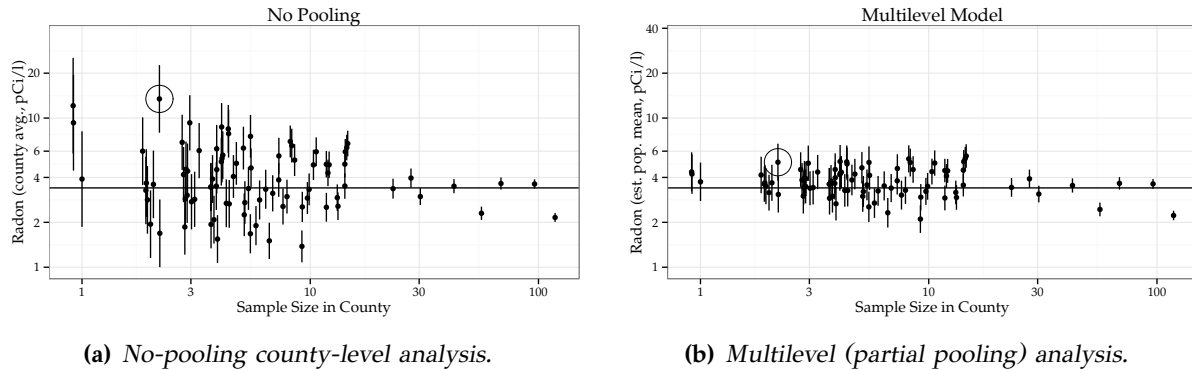 No Pooling
Radon (county avg., pCi/l)
20
10
6
4
2
1
1
3
10
30
100
Sample Size in County
(a) No-pooling county-level analysis.
Multilevel Model
Radon (est. pop. mean, pCi/l)
40
20
10
6
4
2
1
1
3
10
30
100
Sample Size in County
(b) Multilevel (partial pooling) analysis.